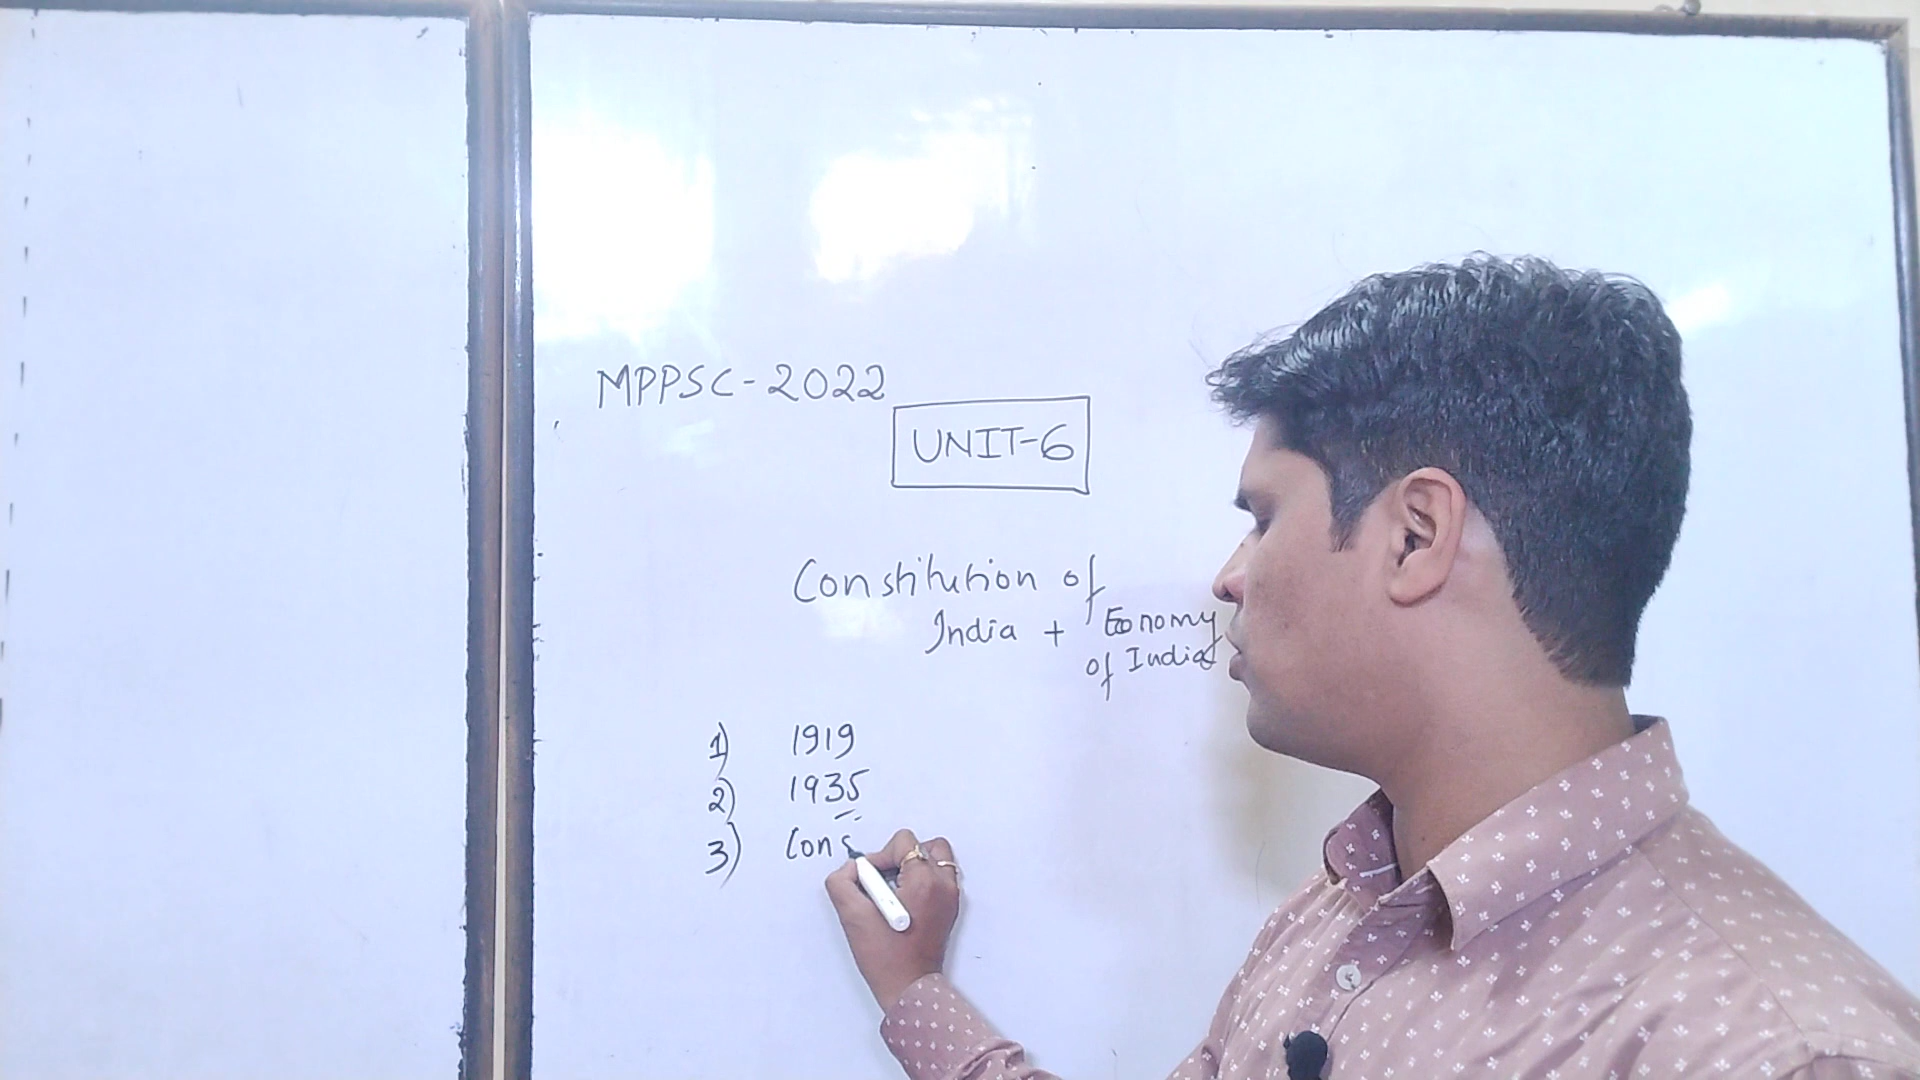 MPPSC-2022
UNIT-6
Constitution of
India + Economy
of India
1) 1919
2) 1935
3) Cons